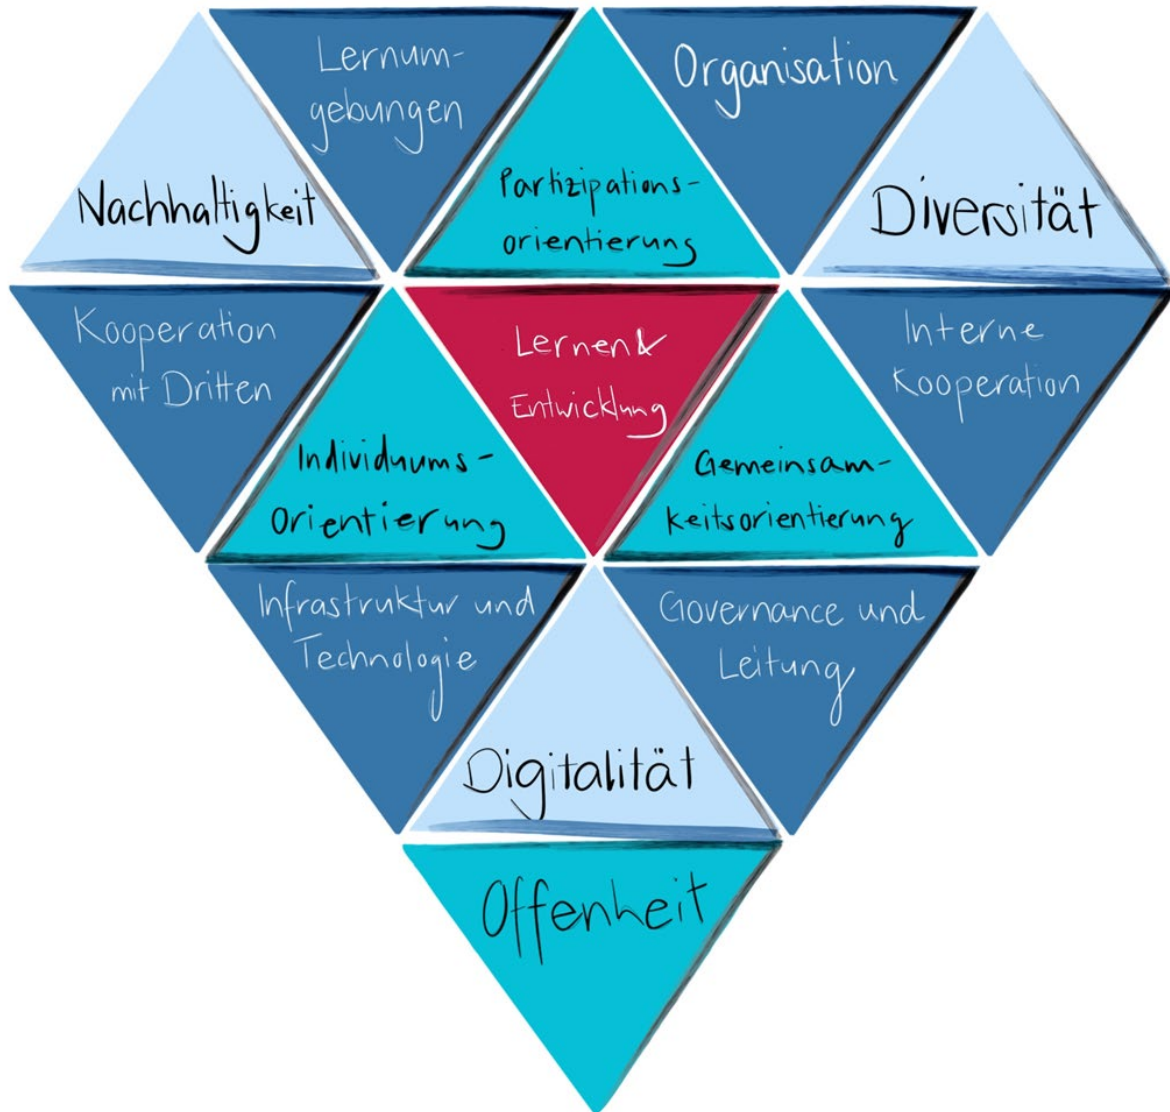 Lernum-
gebungen
Organisation
Partizipations-
orientierung
Nachhaltigkeit
Diversität
Kooperation
mit Dritten
Lernen &
Entwicklung
Interne
Kooperation
Individuums-
Orientierung
Gemeinsam-
keitsorientierung
Infrastruktur und
Technologie
Governance und
Leitung
Digitalität
Offenheit